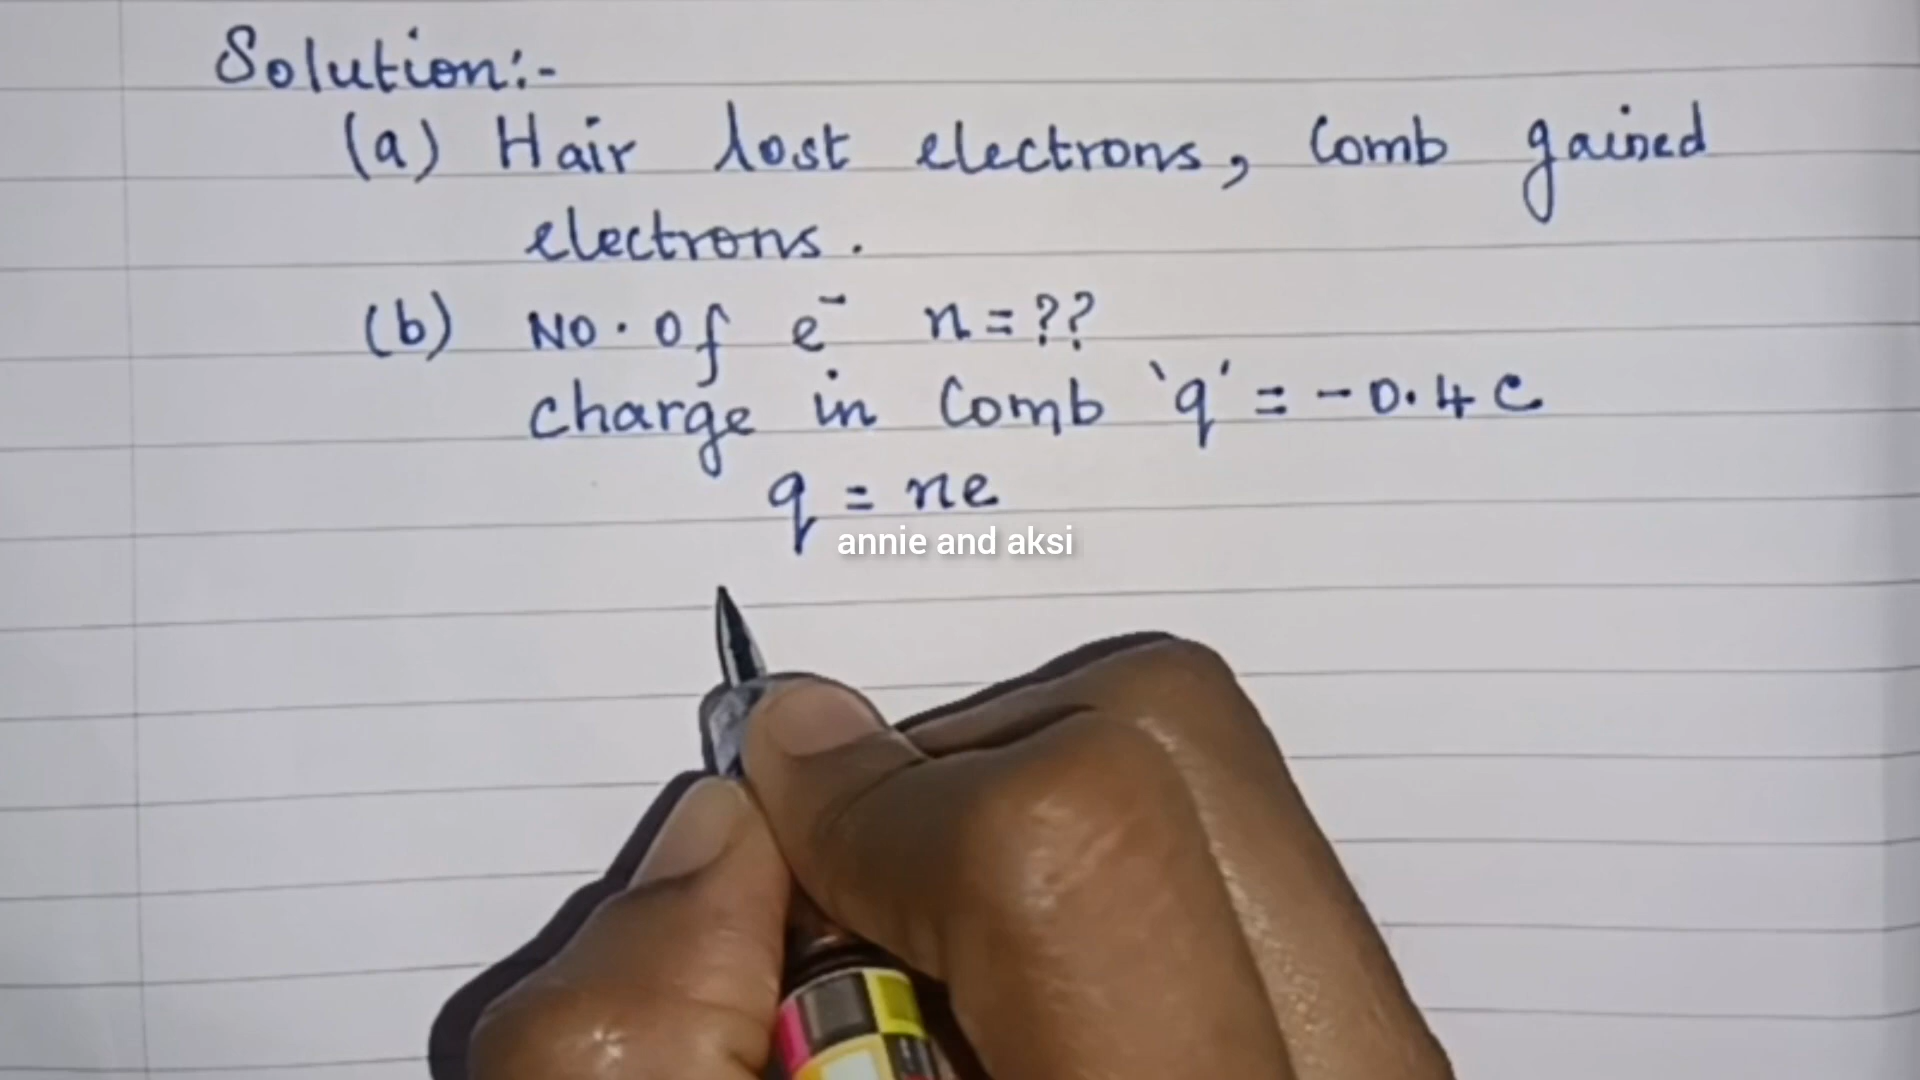 Solution:-
(a) Hair lost electrons, Comb gained
electrons.
(b) No. of e⁻ n = ??
charge in Comb 'q' = -0.4 C
q = ne
annie and aksi